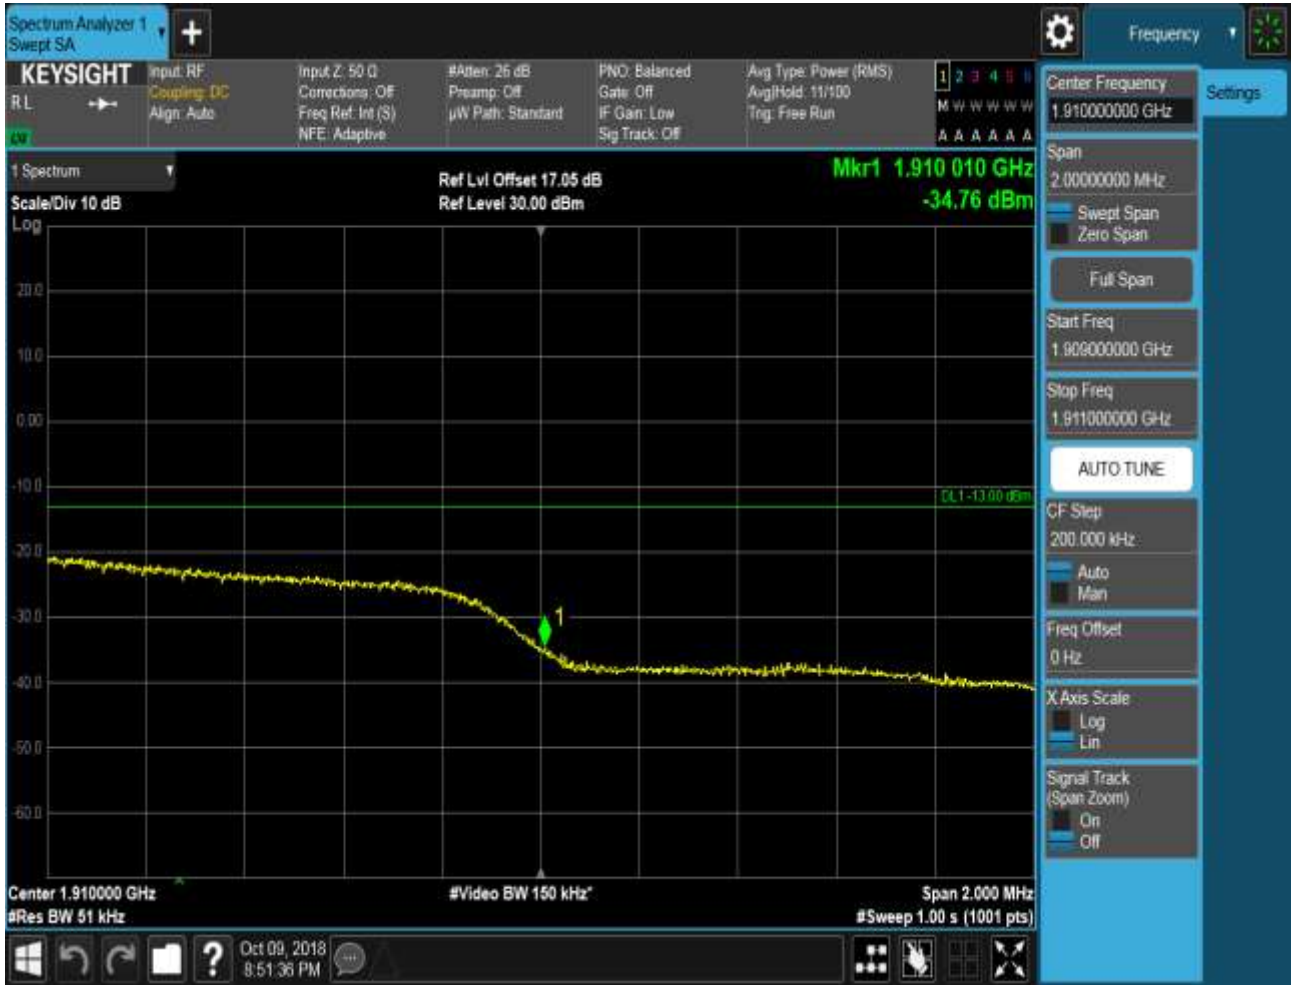 Spectrum Analyzer 1
Swept SA
Frequency
KEYSIGHT
RL
Input: RF
Coupling: DC
Align: Auto
Input Z: 50 Ω
Corrections: Off
Freq Ref: Int (S)
NFE: Adaptive
#Atten: 26 dB
Preamp: Off
µW Path: Standard
PNO: Balanced
Gate: Off
IF Gain: Low
Sig Track: Off
Avg Type: Power (RMS)
Avg|Hold: 11/100
Trig: Free Run
1 2 3 4 5 6
M W W W W W
A A A A A A
1 Spectrum
Scale/Div 10 dB
Log
Ref Lvl Offset 17.05 dB
Ref Level 30.00 dBm
Mkr1 1.910 010 GHz
-34.76 dBm
20.0
10.0
0.00
-10.0
-20.0
-30.0
-40.0
-50.0
-60.0
DL1 -13.00 dBm
1
Center 1.910000 GHz
#Res BW 51 kHz
#Video BW 150 kHz*
Span 2.000 MHz
#Sweep 1.00 s (1001 pts)
Center Frequency
1.910000000 GHz
Settings
Span
2.00000000 MHz
Swept Span
Zero Span
Full Span
Start Freq
1.909000000 GHz
Stop Freq
1.911000000 GHz
AUTO TUNE
CF Step
200.000 kHz
Auto
Man
Freq Offset
0 Hz
X Axis Scale
Log
Lin
Signal Track
(Span Zoom)
On
Off
Oct 09, 2018
8:51:36 PM